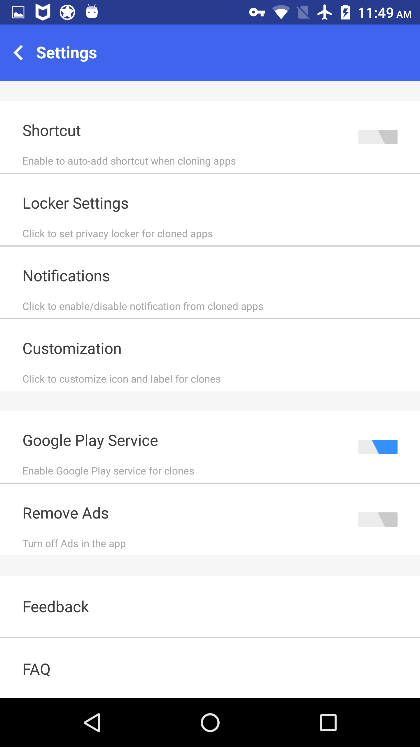 11:49 AM
Settings
Shortcut
Enable to auto-add shortcut when cloning apps
Locker Settings
Click to set privacy locker for cloned apps
Notifications
Click to enable/disable notification from cloned apps
Customization
Click to customize icon and label for clones
Google Play Service
Enable Google Play service for clones
Remove Ads
Turn off Ads in the app
Feedback
FAQ